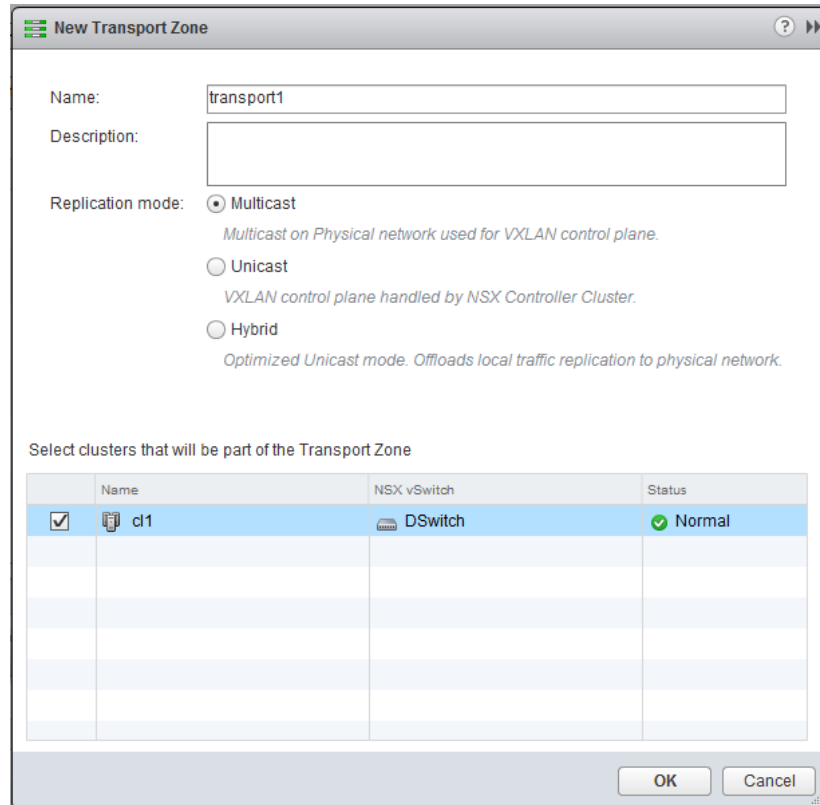 New Transport Zone
Name: transport1
Description:
Replication mode: Multicast
Multicast on Physical network used for VXLAN control plane.
Unicast
VXLAN control plane handled by NSX Controller Cluster.
Hybrid
Optimized Unicast mode. Offloads local traffic replication to physical network.
Select clusters that will be part of the Transport Zone
Name NSX vSwitch Status
cl1 DSwitch Normal
OK Cancel